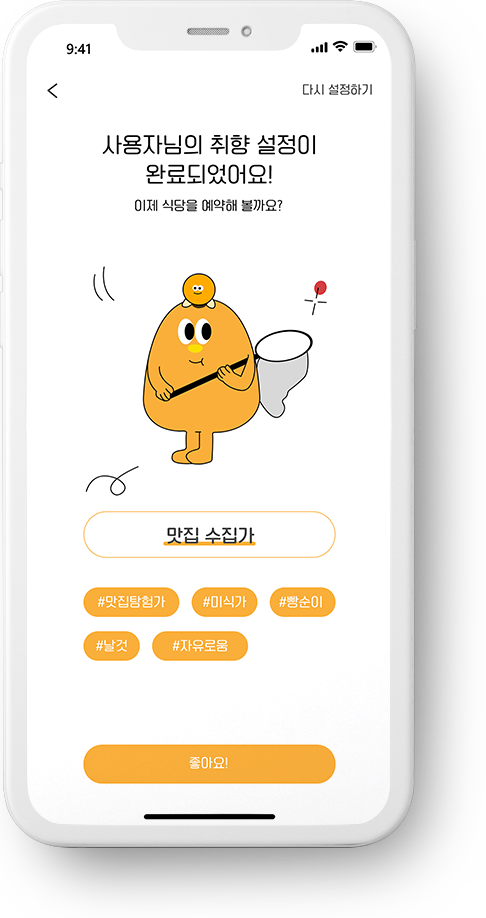 9:41
다시 설정하기
사용자님의 취향 설정이
완료되었어요!
이제 식당을 예약해 볼까요?
맛집 수집가
#맛집탐험가 #미식가 #빵순이
#날것 #자유로움
좋아요!